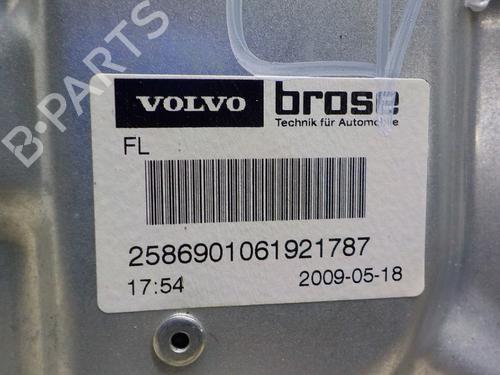 B-PARTS
VOLVO
brose
Technik für Automobile
FL
2586901061921787
17:54 2009-05-18